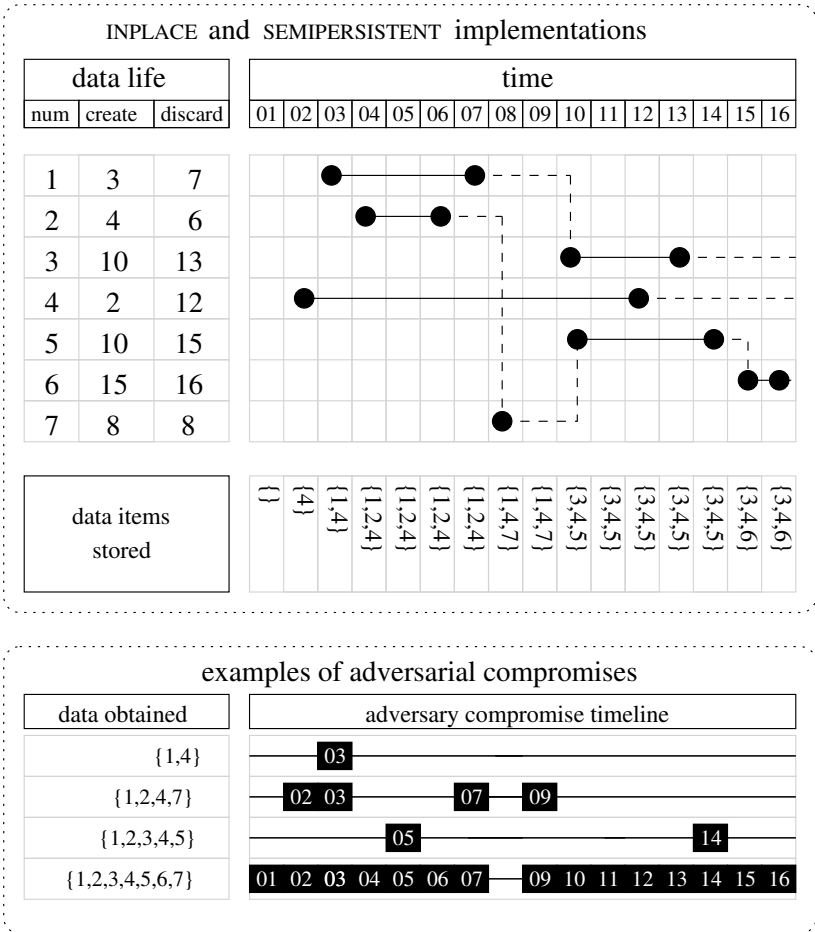 INPLACE and SEMIPERSISTENT implementations
data life time
num create discard 01 02 03 04 05 06 07 08 09 10 11 12 13 14 15 16
1 3 7
2 4 6
3 10 13
4 2 12
5 10 15
6 15 16
7 8 8
data items
stored
{} {4} {1,4} {1,2,4} {1,2,4} {1,2,4} {1,2,4} {1,4,7} {1,4,7} {3,4,5} {3,4,5} {3,4,5} {3,4,5} {3,4,5} {3,4,6} {3,4,6}
examples of adversarial compromises
data obtained adversary compromise timeline
{1,4} 03
{1,2,4,7} 02 03 07 09
{1,2,3,4,5} 05 14
{1,2,3,4,5,6,7} 01 02 03 04 05 06 07 09 10 11 12 13 14 15 16